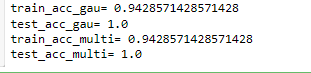 train_acc_gau= 0.9428571428571428
test_acc_gau= 1.0
train_acc_multi= 0.9428571428571428
test_acc_multi= 1.0